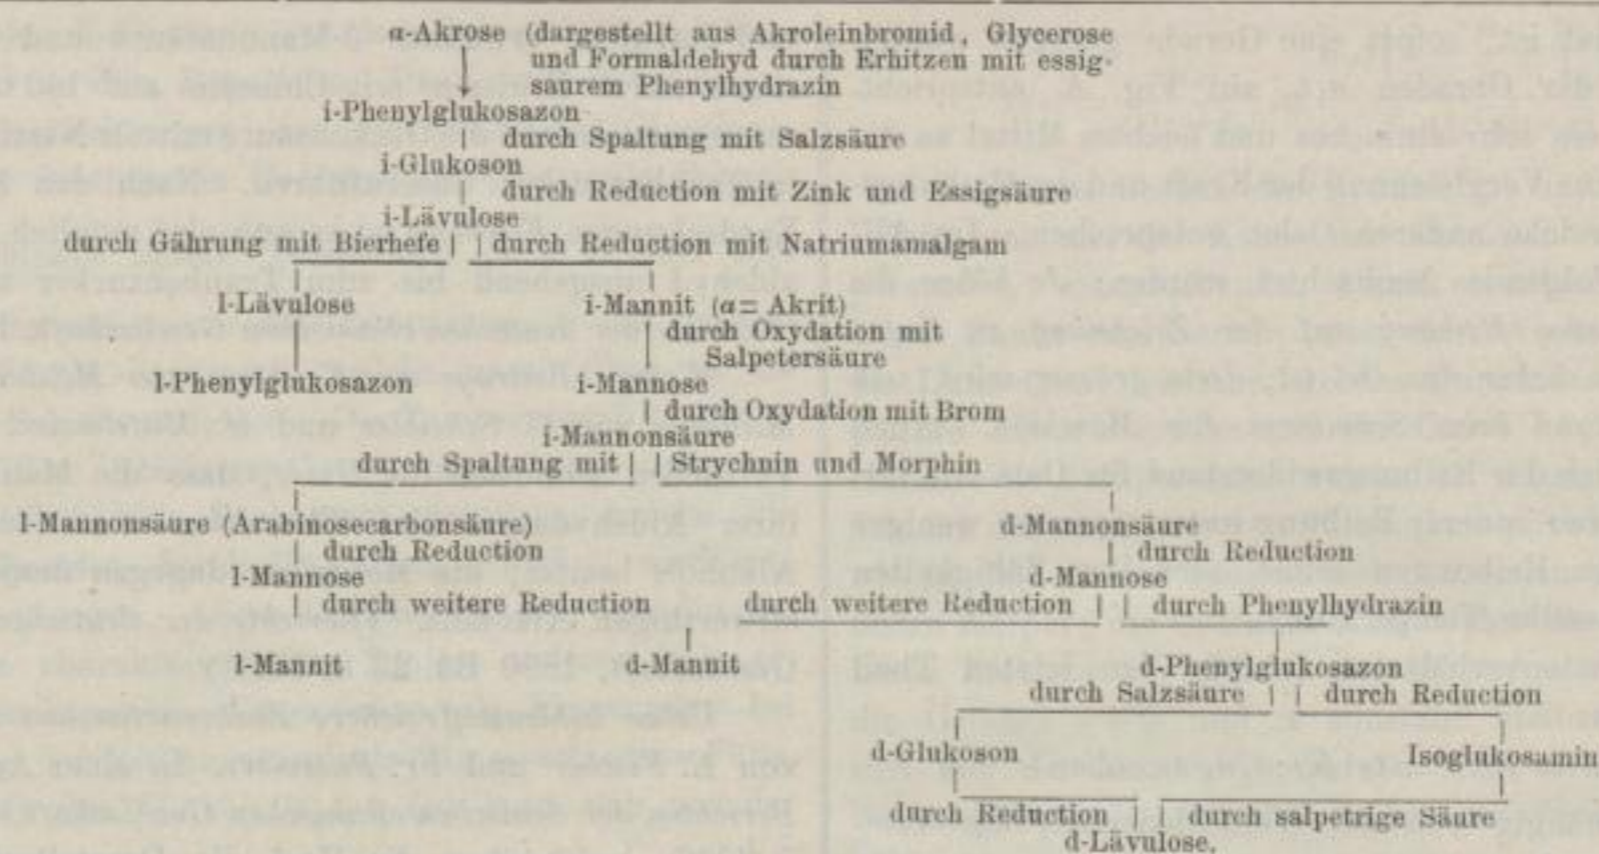 α-Akrose (dargestellt aus Akroleinbromid, Glycerose
und Formaldehyd durch Erhitzen mit essig-
saurem Phenylhydrazin
i-Phenylglukosazon
durch Spaltung mit Salzsäure
i-Glukoson
durch Reduction mit Zink und Essigsäure
i-Lävulose
durch Gährung mit Bierhefe durch Reduction mit Natriumamalgam
l-Lävulose i-Mannit (α = Akrit)
durch Oxydation mit
Salpetersäure
l-Phenylglukosazon i-Mannose
durch Oxydation mit Brom
i-Mannonsäure
durch Spaltung mit Strychnin und Morphin
l-Mannonsäure (Arabinosecarbonsäure) d-Mannonsäure
durch Reduction durch Reduction
l-Mannose d-Mannose
durch weitere Reduction durch weitere Reduction durch Phenylhydrazin
l-Mannit d-Mannit d-Phenylglukosazon
durch Salzsäure durch Reduction
d-Glukoson Isoglukosamin
durch Reduction durch salpetrige Säure
d-Lävulose.